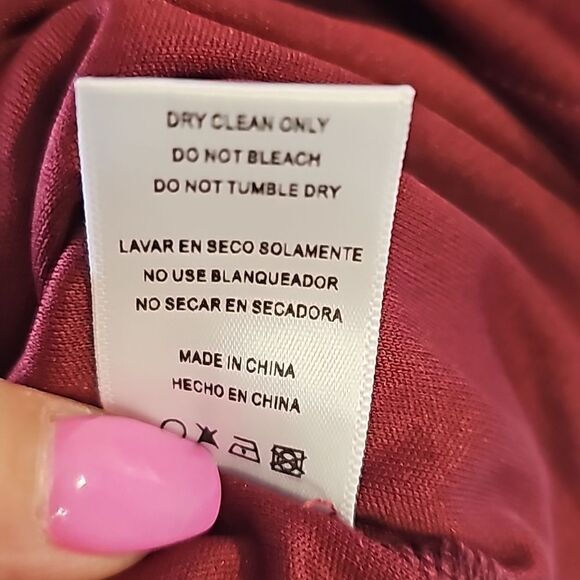 DRY CLEAN ONLY
DO NOT BLEACH
DO NOT TUMBLE DRY
LAVAR EN SECO SOLAMENTE
NO USE BLANQUEADOR
NO SECAR EN SECADORA
MADE IN CHINA
HECHO EN CHINA